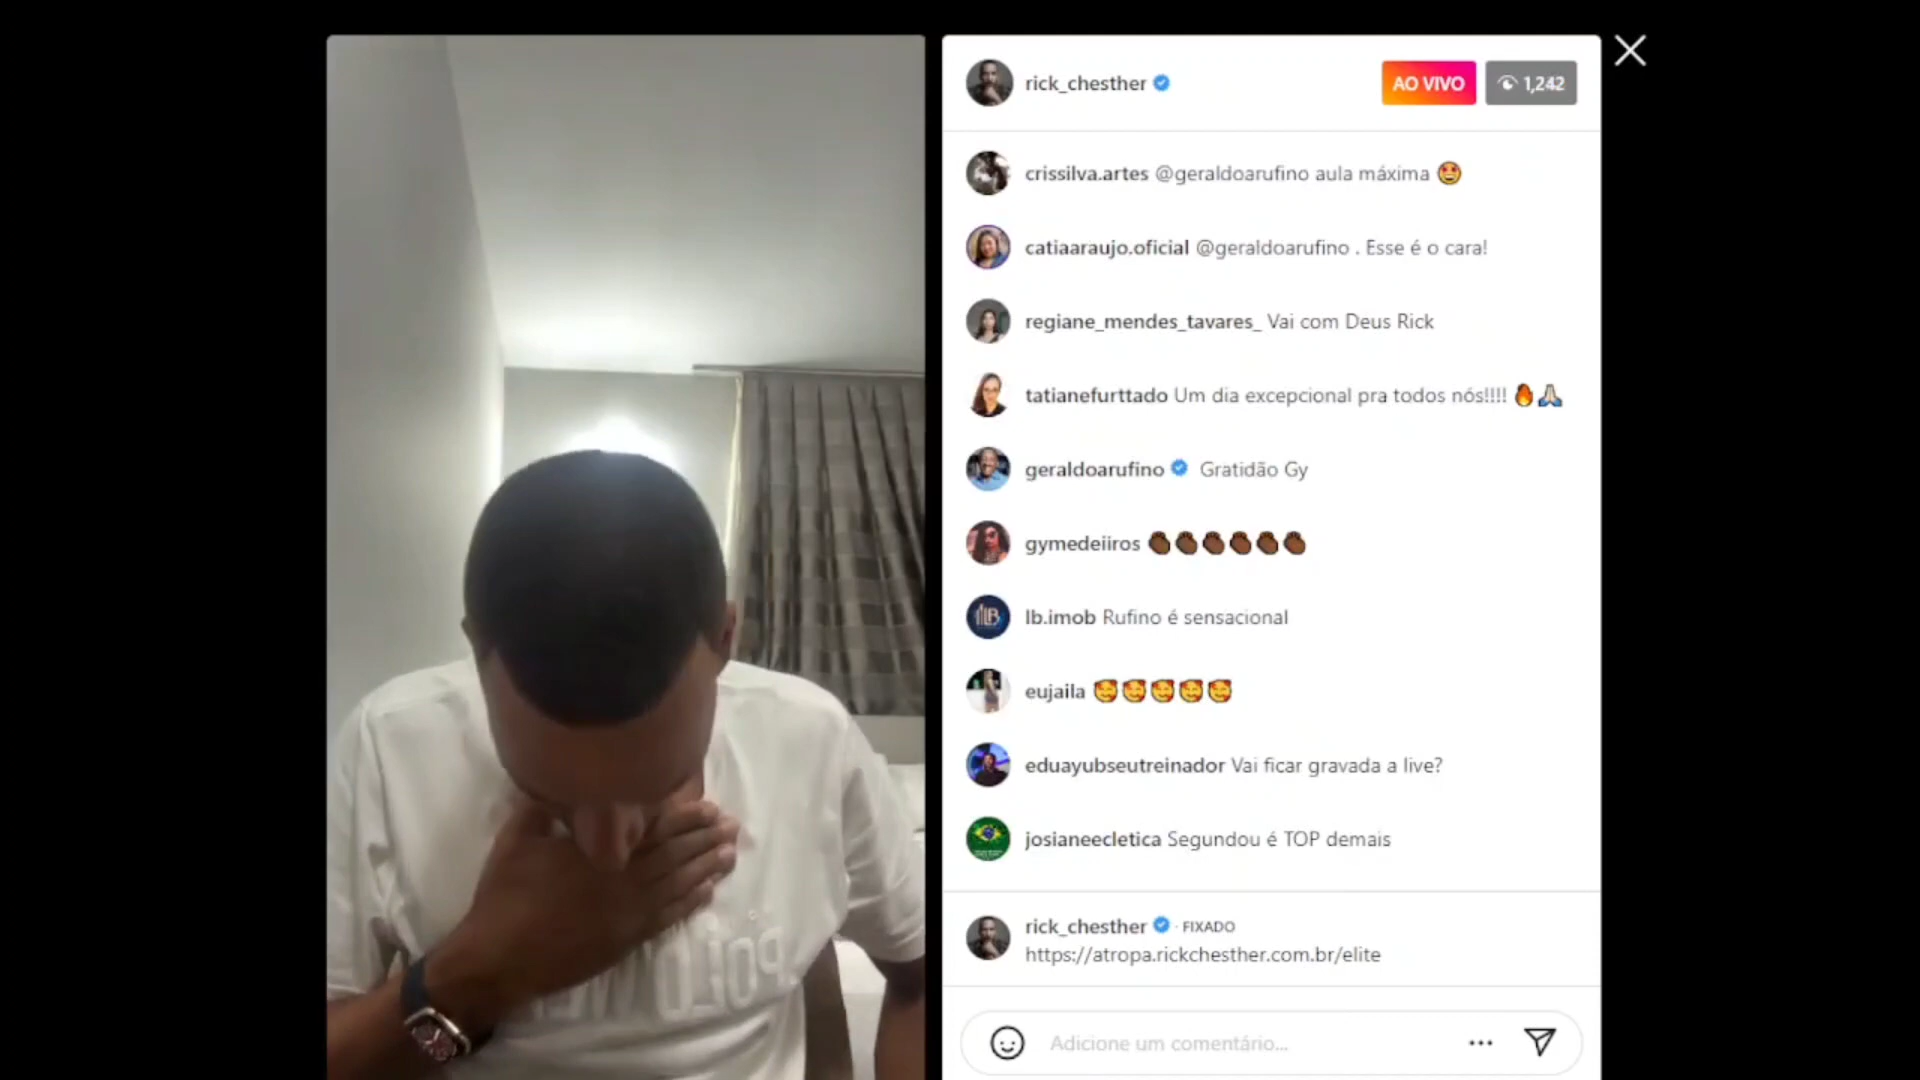 rick_chesther
AO VIVO
1,242
crissilva.artes @geraldoarufino aula máxima 🤩
catiaaraujo.oficial @geraldoarufino . Esse é o cara!
regiane_mendes_tavares_ Vai com Deus Rick
tatianefurttado Um dia excepcional pra todos nós!!!! 🔥🙏🏻
geraldoarufino Gratidão Gy
gymedeiiros 👏🏿👏🏿👏🏿👏🏿👏🏿👏🏿
lb.imob Rufino é sensacional
eujaila 🥰🥰🥰🥰🥰
eduayubseutreinador Vai ficar gravada a live?
josianeecletica Segundou é TOP demais
rick_chesther · FIXADO
https://atropa.rickchesther.com.br/elite
Adicione um comentário...